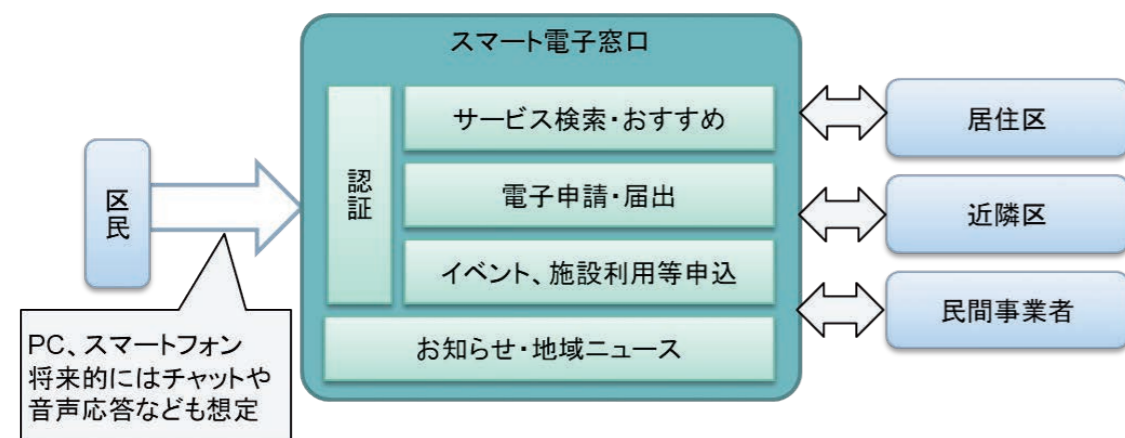 スマート電子窓口
区民
認証
サービス検索・おすすめ
電子申請・届出
イベント、施設利用等申込
お知らせ・地域ニュース
居住区
近隣区
民間事業者
PC、スマートフォン
将来的にはチャットや
音声応答なども想定